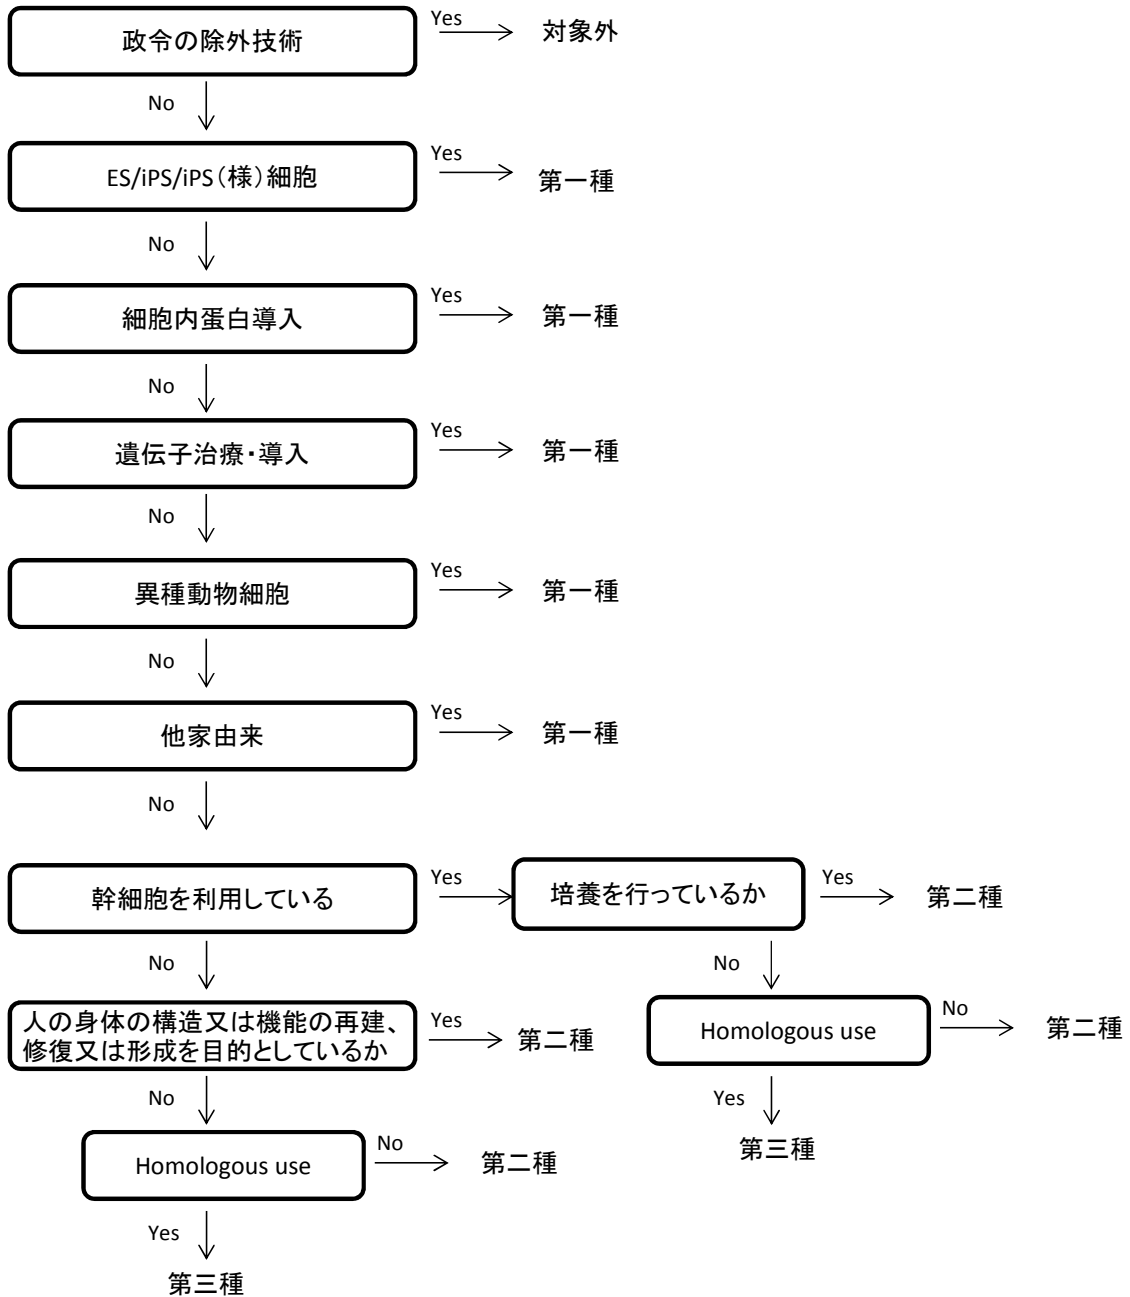 政令の除外技術
Yes
対象外
No
ES/iPS/iPS(様)細胞
Yes
第一種
No
細胞内蛋白導入
Yes
第一種
No
遺伝子治療・導入
Yes
第一種
No
異種動物細胞
Yes
第一種
No
他家由来
Yes
第一種
No
幹細胞を利用している
Yes
培養を行っているか
Yes
第二種
No
No
人の身体の構造又は機能の再建、
修復又は形成を目的としているか
Yes
第二種
Homologous use
No
第二種
No
Yes
第三種
Homologous use
No
第二種
Yes
第三種